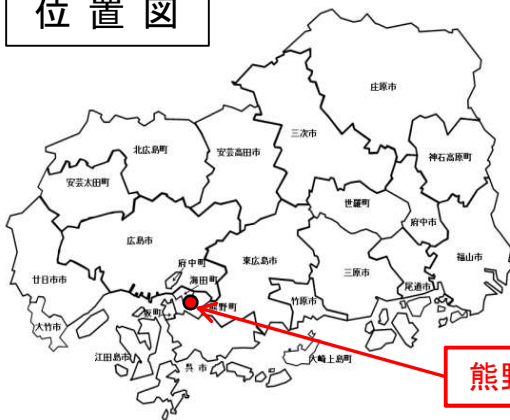 位置図
庄原市
三次市
北広島町
安芸高田市
神石高原町
安芸太田町
世羅町
府中市
広島市
府中町
東広島市
三原市
福山市
廿日市市
海田町
尾道市
竹原市
坂町
熊野町
大竹市
江田島市
呉市
大崎上島町
熊野